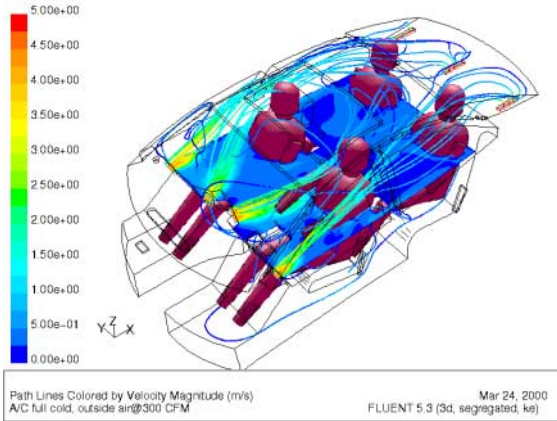 5.00e+00
4.50e+00
4.00e+00
3.50e+00
3.00e+00
2.50e+00
2.00e+00
1.50e+00
1.00e+00
5.00e-01
0.00e+00
Z
Y X
Path Lines Colored by Velocity Magnitude (m/s) Mar 24, 2000
A/C full cold, outside air@300 CFM FLUENT 5.3 (3d, segregated, ke)